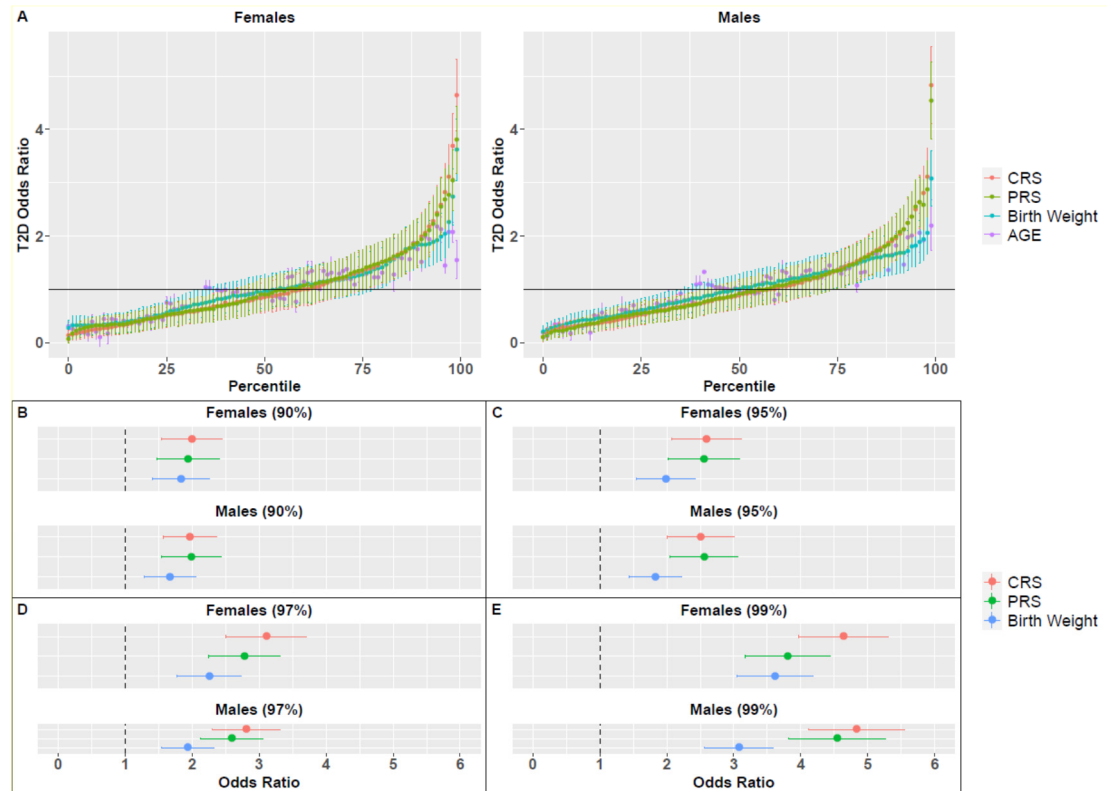 A
Females
Males
T2D Odds Ratio
T2D Odds Ratio
4
2
0
4
2
0
0 25 50 75 100
0 25 50 75 100
Percentile
Percentile
CRS
PRS
Birth Weight
AGE
B
Females (90%)
C
Females (95%)
Males (90%)
Males (95%)
D
Females (97%)
E
Females (99%)
Males (97%)
Males (99%)
0 1 2 3 4 5 6
0 1 2 3 4 5 6
Odds Ratio
Odds Ratio
CRS
PRS
Birth Weight